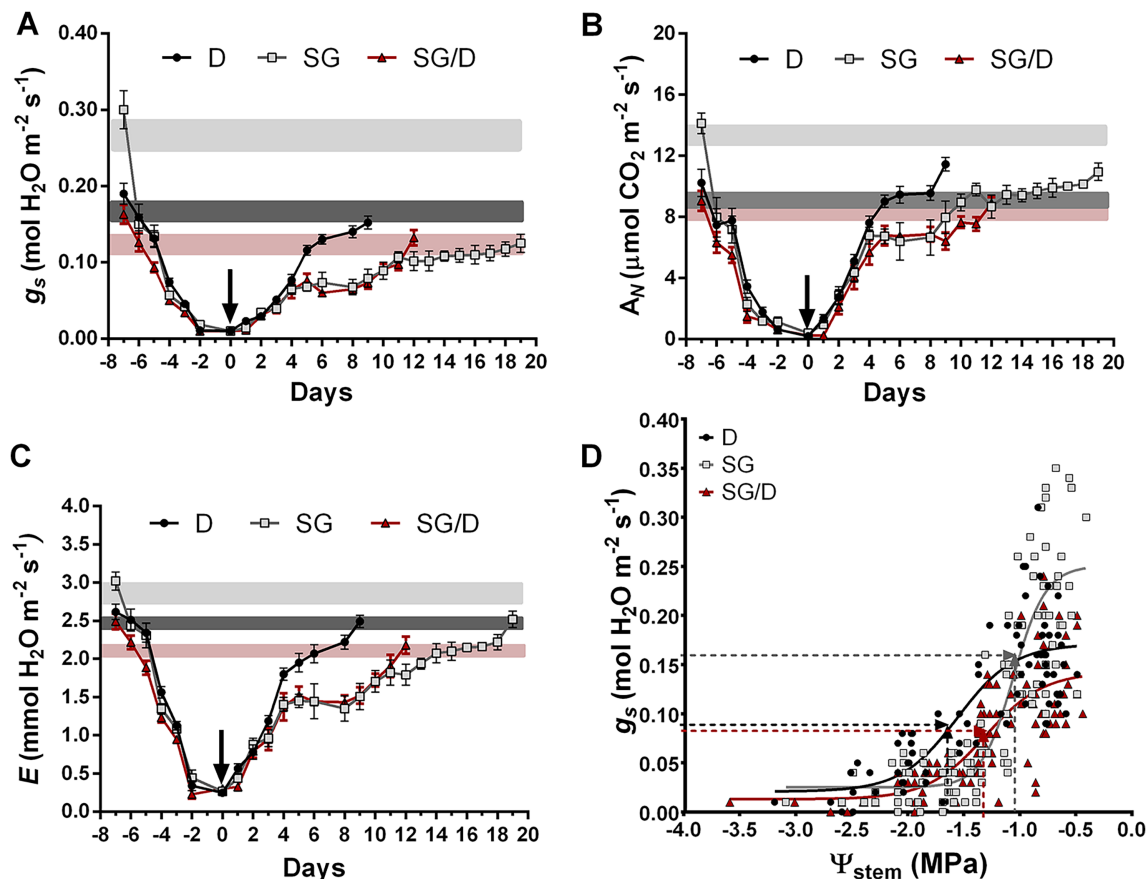 A
D SG SG/D
gs (mol H2O m-2 s-1)
0.40
0.30
0.20
0.10
0.00
-8 -6 -4 -2 0 2 4 6 8 10 12 14 16 18 20
Days
B
D SG SG/D
AN (μmol CO2 m-2 s-1)
20
16
12
8
4
0
-8 -6 -4 -2 0 2 4 6 8 10 12 14 16 18 20
Days
C
D SG SG/D
E (mmol H2O m-2 s-1)
4.0
3.5
3.0
2.5
2.0
1.5
1.0
0.5
0.0
-8 -6 -4 -2 0 2 4 6 8 10 12 14 16 18 20
Days
D
D
SG
SG/D
gs (mol H2O m-2 s-1)
0.40
0.35
0.30
0.25
0.20
0.15
0.10
0.05
0.00
-4.0 -3.5 -3.0 -2.5 -2.0 -1.5 -1.0 -0.5 0.0
Ψstem (MPa)